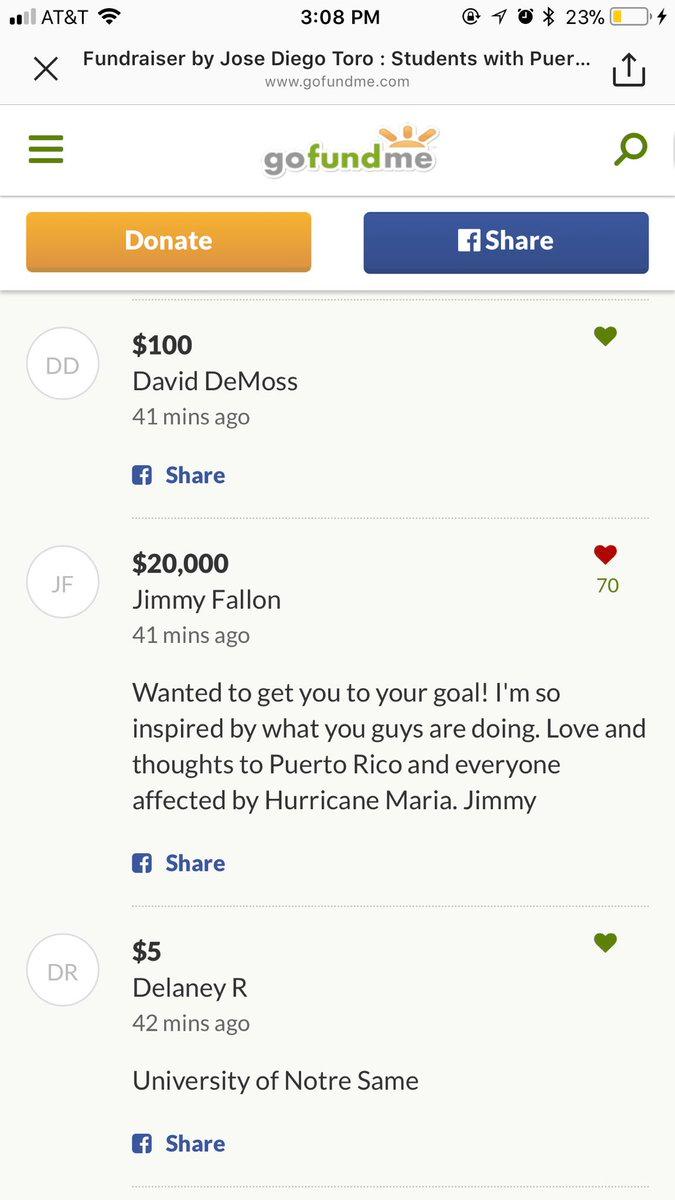 AT&T 3:08 PM 23%
Fundraiser by Jose Diego Toro : Students with Puer...
www.gofundme.com
gofundme
Donate
Share
DD
$100
David DeMoss
41 mins ago
Share
JF
$20,000
70
Jimmy Fallon
41 mins ago
Wanted to get you to your goal! I'm so
inspired by what you guys are doing. Love and
thoughts to Puerto Rico and everyone
affected by Hurricane Maria. Jimmy
Share
DR
$5
Delaney R
42 mins ago
University of Notre Same
Share